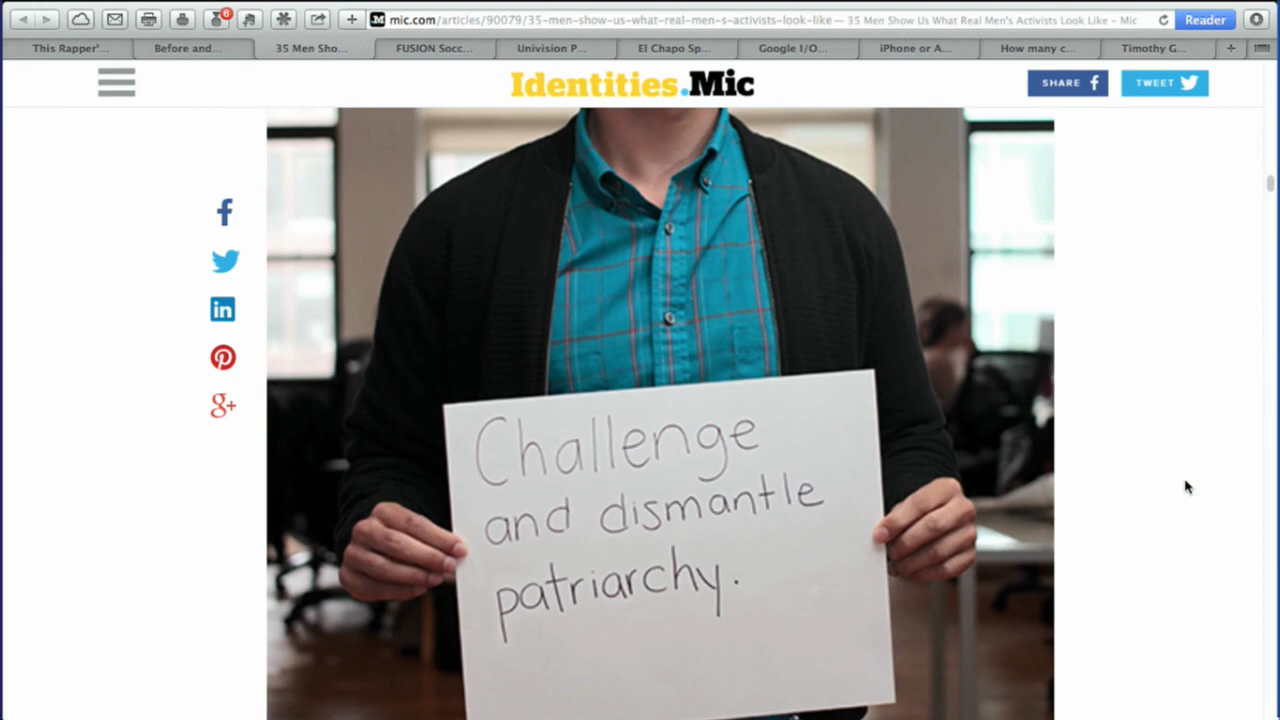 6
mic.com/articles/90079/35-men-show-us-what-real-men-s-activists-look-like — 35 Men Show Us What Real Men's Activists Look Like – Mic
Reader
This Rapper'...
Before and...
35 Men Sho...
FUSION Socc...
Univision P...
El Chapo Sp...
Google I/O...
iPhone or A...
How many c...
Timothy G...
Identities.Mic
SHARE
TWEET
Challenge
and dismantle
patriarchy.